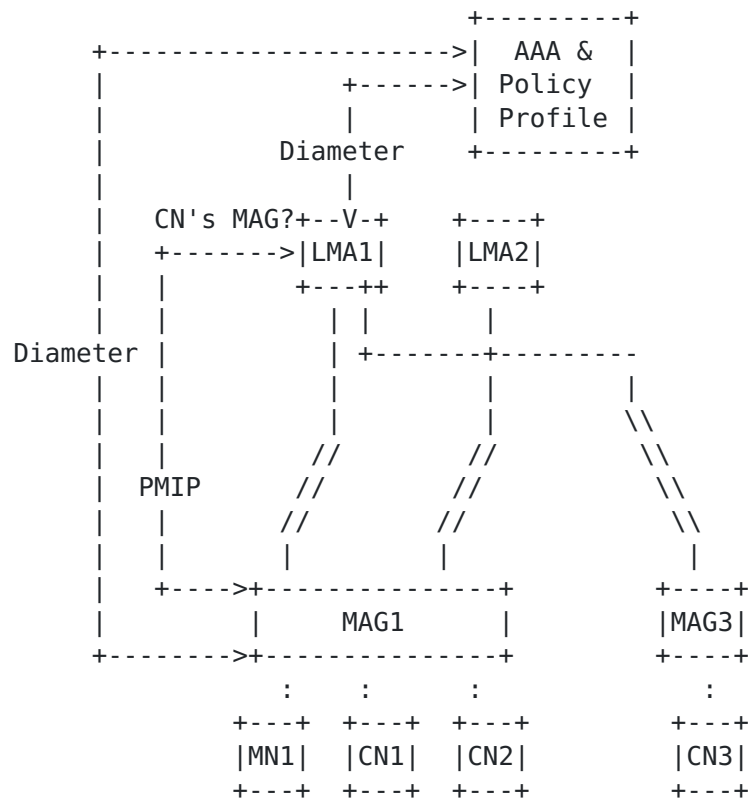 AAA &
Policy
Profile
Diameter
CN's MAG?
LMA1 LMA2
Diameter
PMIP
MAG1 MAG3
MN1 CN1 CN2 CN3